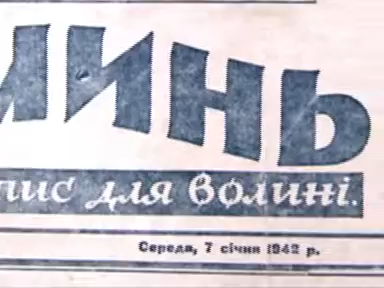 линь
пис для Волині.
Середа, 7 січня 1942 р.